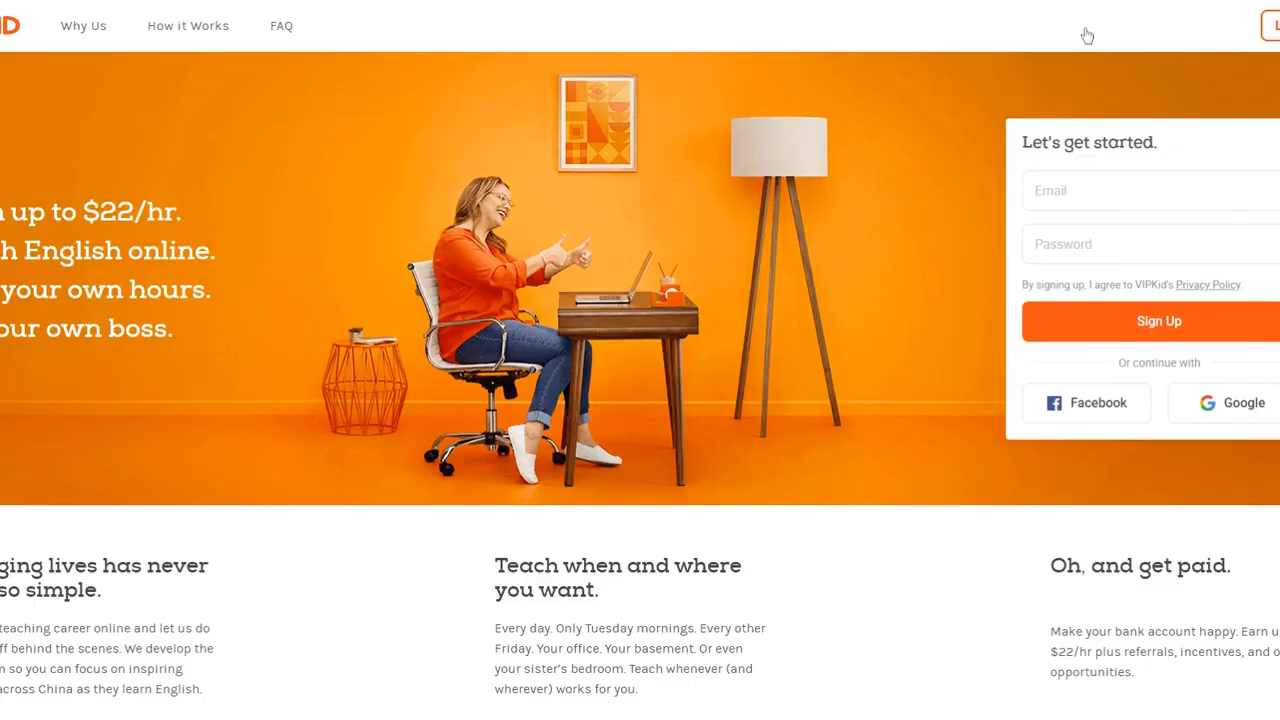 Why Us
How it Works
FAQ
up to $22/hr.
English online.
your own hours.
own boss.
Let's get started.
Email
Password
By signing up, I agree to VIPKid's Privacy Policy.
Sign Up
Or continue with
Facebook
Google
lives has never
so simple.
teaching career online and let us do
behind the scenes. We develop the
so you can focus on inspiring
across China as they learn English.
Teach when and where
you want.
Every day. Only Tuesday mornings. Every other
Friday. Your office. Your basement. Or even
your sister's bedroom. Teach whenever (and
wherever) works for you.
Oh, and get paid.
Make your bank account happy. Earn
$22/hr plus referrals, incentives, and
opportunities.